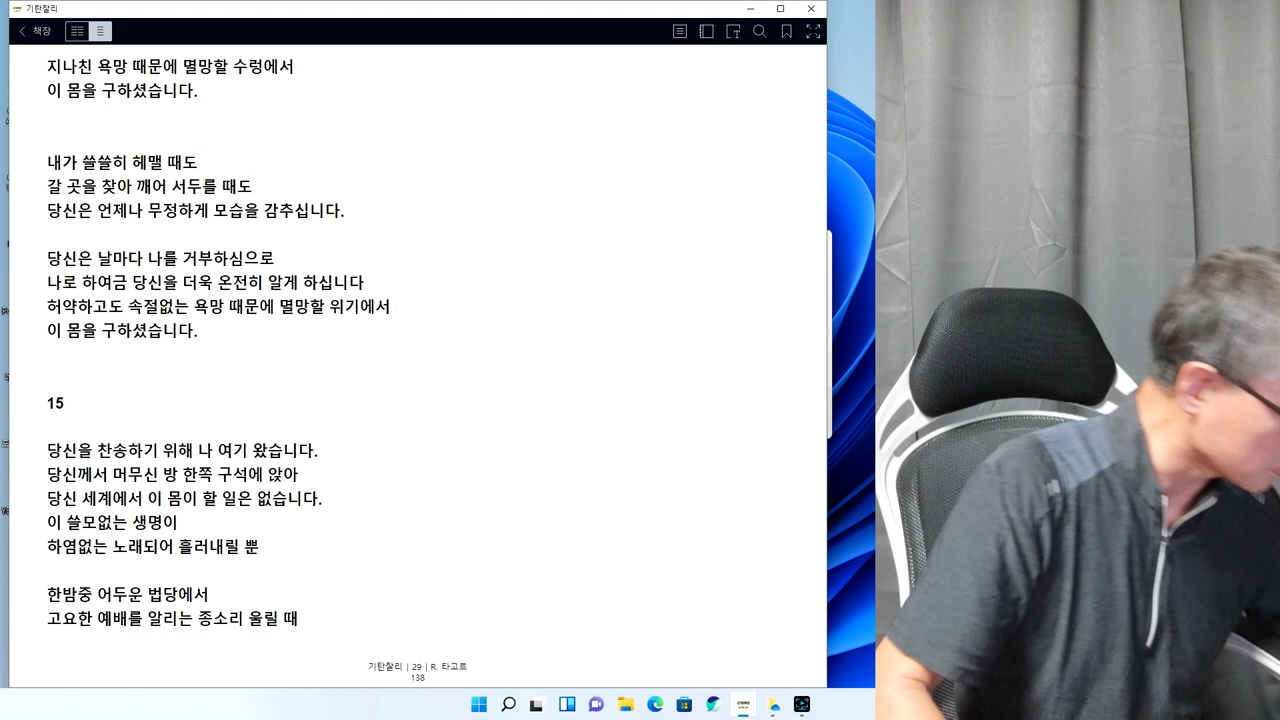 기탄잘리
책장
지나친 욕망 때문에 멸망할 수렁에서
이 몸을 구하셨습니다.
내가 쓸쓸히 헤맬 때도
갈 곳을 찾아 깨어 서두를 때도
당신은 언제나 무정하게 모습을 감추십니다.
당신은 날마다 나를 거부하심으로
나로 하여금 당신을 더욱 온전히 알게 하십니다
허약하고도 속절없는 욕망 때문에 멸망할 위기에서
이 몸을 구하셨습니다.
15
당신을 찬송하기 위해 나 여기 왔습니다.
당신께서 머무신 방 한쪽 구석에 앉아
당신 세계에서 이 몸이 할 일은 없습니다.
이 쓸모없는 생명이
하염없는 노래되어 흘러내릴 뿐
한밤중 어두운 법당에서
고요한 예배를 알리는 종소리 울릴 때
기탄잘리 | 29 | R. 타고르
138